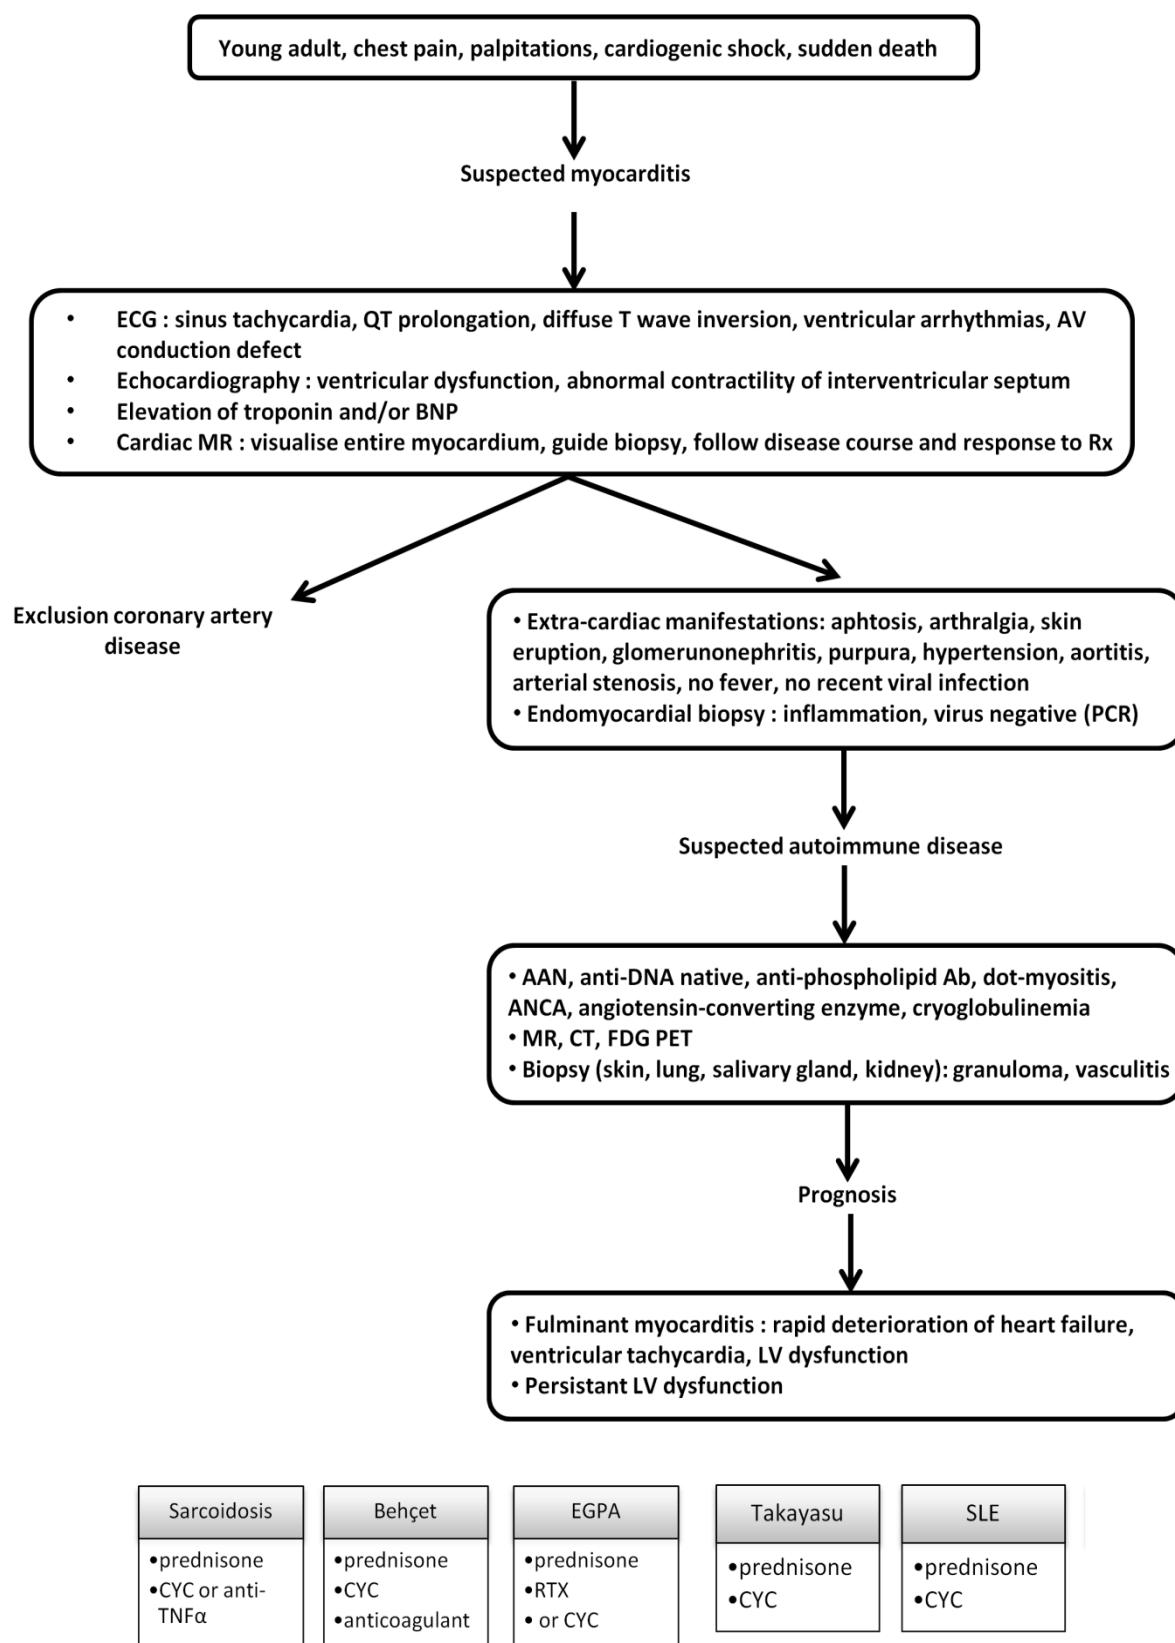 Young adult, chest pain, palpitations, cardiogenic shock, sudden death
Suspected myocarditis
• ECG : sinus tachycardia, QT prolongation, diffuse T wave inversion, ventricular arrhythmias, AV
conduction defect
• Echocardiography : ventricular dysfunction, abnormal contractility of interventricular septum
• Elevation of troponin and/or BNP
• Cardiac MR : visualise entire myocardium, guide biopsy, follow disease course and response to Rx
Exclusion coronary artery
disease
• Extra-cardiac manifestations: aphtosis, arthralgia, skin
eruption, glomerunonephritis, purpura, hypertension, aortitis,
arterial stenosis, no fever, no recent viral infection
• Endomyocardial biopsy : inflammation, virus negative (PCR)
Suspected autoimmune disease
• AAN, anti-DNA native, anti-phospholipid Ab, dot-myositis,
ANCA, angiotensin-converting enzyme, cryoglobulinemia
• MR, CT, FDG PET
• Biopsy (skin, lung, salivary gland, kidney): granuloma, vasculitis
Prognosis
• Fulminant myocarditis : rapid deterioration of heart failure,
ventricular tachycardia, LV dysfunction
• Persistant LV dysfunction
Sarcoidosis
•prednisone
•CYC or anti-
TNFα
Behçet
•prednisone
•CYC
•anticoagulant
EGPA
•prednisone
•RTX
• or CYC
Takayasu
•prednisone
•CYC
SLE
•prednisone
•CYC